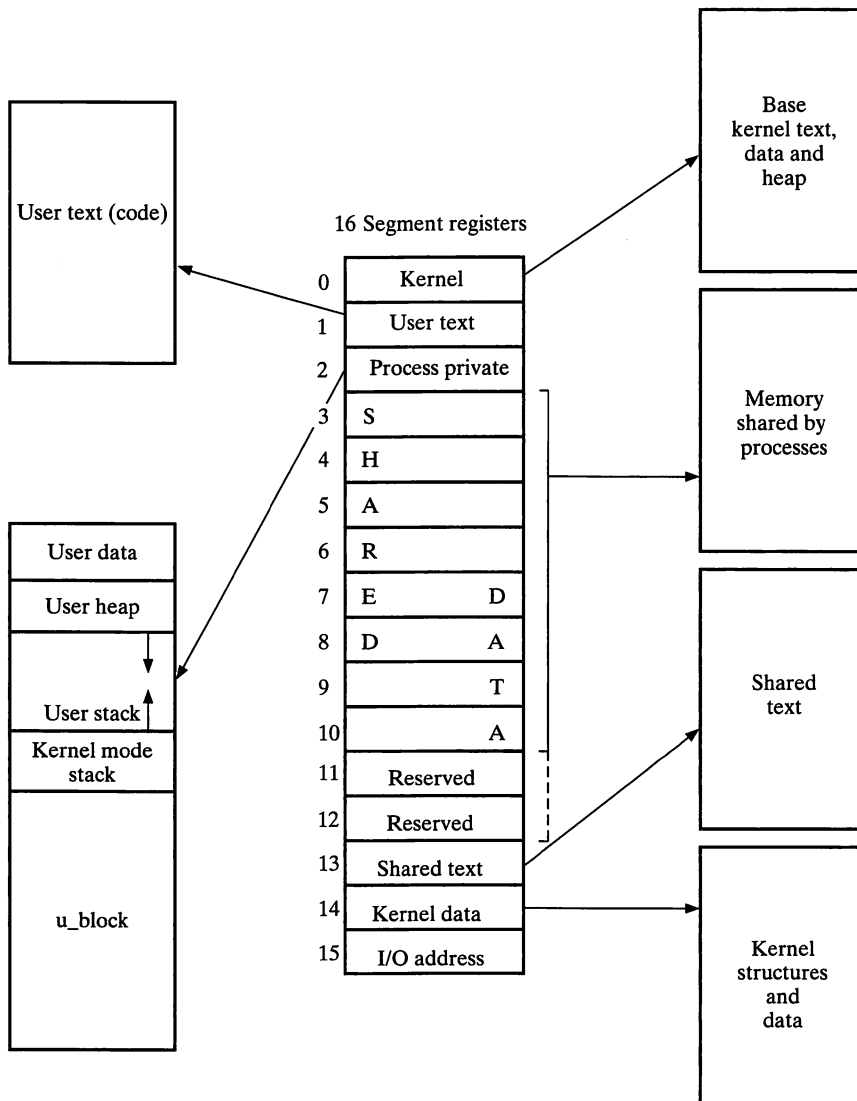 Base
kernel text,
data and
heap
User text (code)
16 Segment registers
0 Kernel
1 User text
2 Process private
3 S
4 H
5 A
6 R
7 E D
8 D A
9 T
10 A
11 Reserved
12 Reserved
13 Shared text
14 Kernel data
15 I/O address
User data
User heap
User stack
Kernel mode
stack
u_block
Memory
shared by
processes
Shared
text
Kernel
structures
and
data